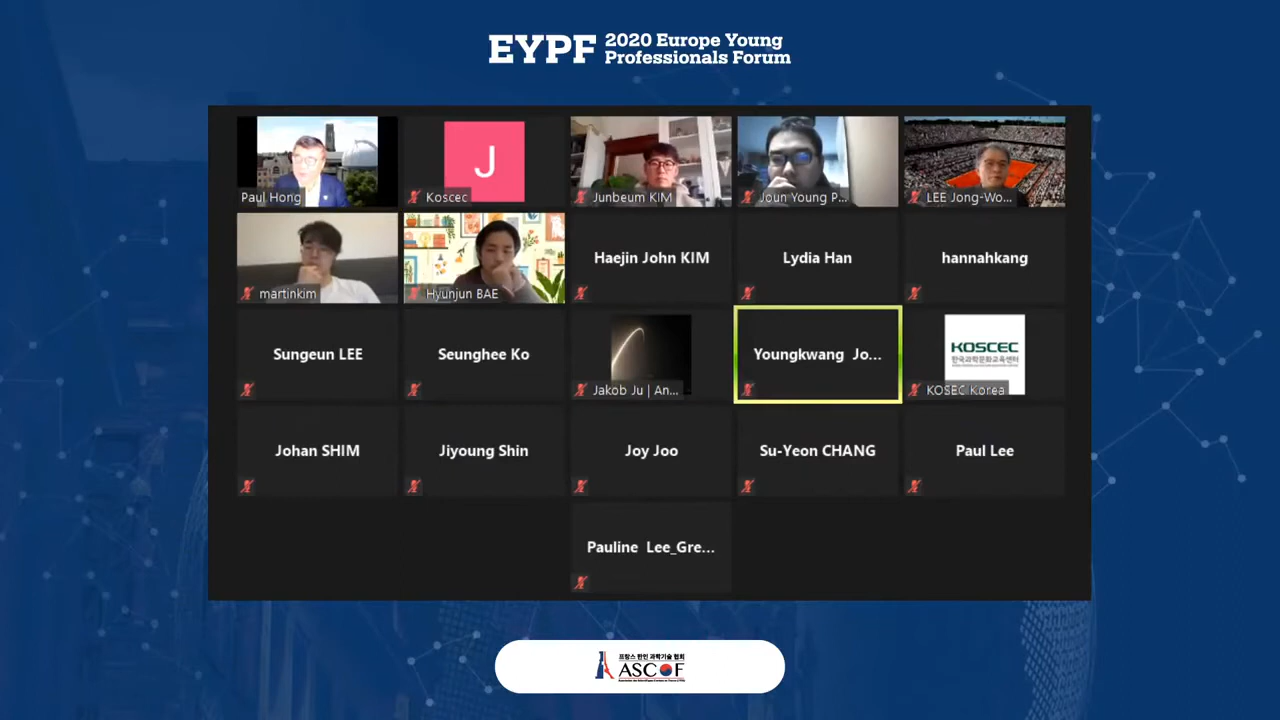 EYPF
2020 Europe Young
Professionals Forum
Paul Hong
J
Koscec
Junbeum KIM
Joun Young P...
LEE Jong-Wo...
martinkim
Hyunjun BAE
Haejin John KIM
Lydia Han
hannahkang
Sungeun LEE
Seunghee Ko
Jakob Ju | An...
Youngkwang Jo...
KOSCEC
한국과학문화교육센터
KOSEC Korea
Johan SHIM
Jiyoung Shin
Joy Joo
Su-Yeon CHANG
Paul Lee
Pauline Lee_Gre...
프랑스 한인 과학기술 협회
ASCOF